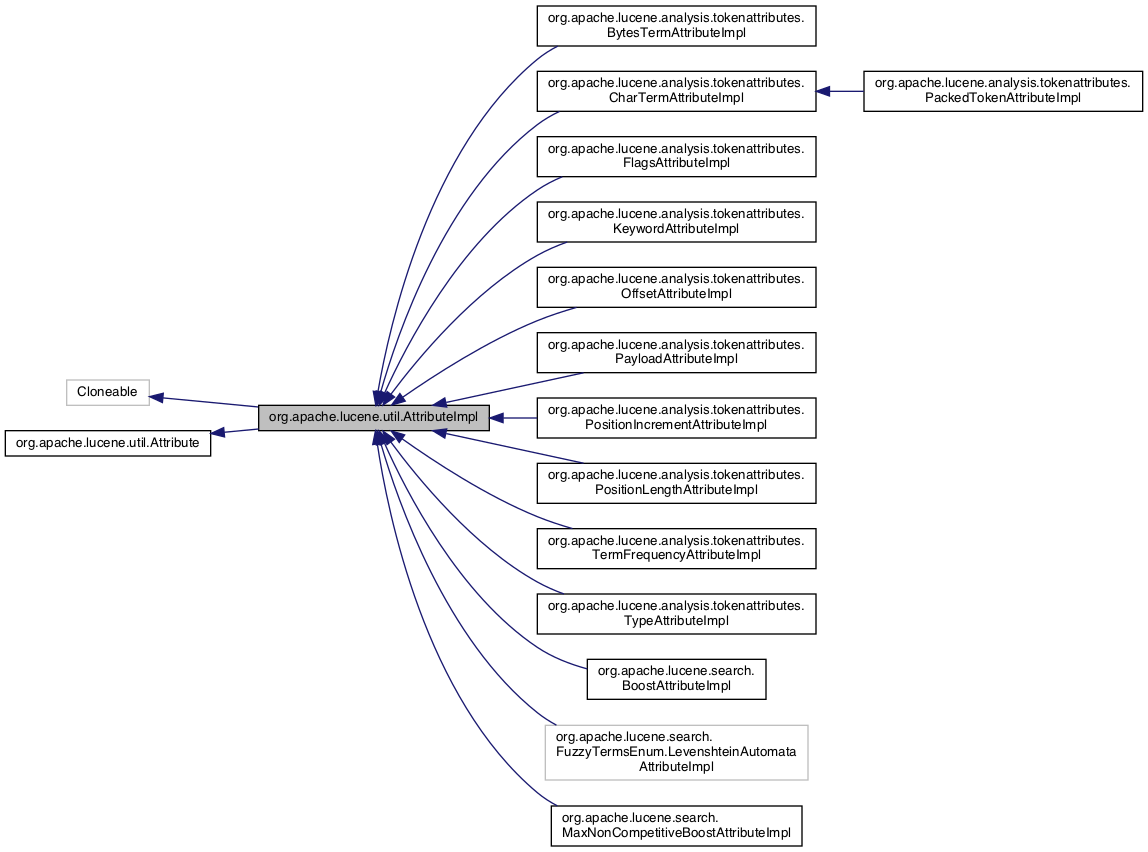 org.apache.lucene.analysis.tokenattributes.
BytesTermAttributeImpl
org.apache.lucene.analysis.tokenattributes.
CharTermAttributeImpl
org.apache.lucene.analysis.tokenattributes.
PackedTokenAttributeImpl
org.apache.lucene.analysis.tokenattributes.
FlagsAttributeImpl
org.apache.lucene.analysis.tokenattributes.
KeywordAttributeImpl
org.apache.lucene.analysis.tokenattributes.
OffsetAttributeImpl
org.apache.lucene.analysis.tokenattributes.
PayloadAttributeImpl
Cloneable
org.apache.lucene.util.AttributeImpl
org.apache.lucene.util.Attribute
org.apache.lucene.analysis.tokenattributes.
PositionIncrementAttributeImpl
org.apache.lucene.analysis.tokenattributes.
PositionLengthAttributeImpl
org.apache.lucene.analysis.tokenattributes.
TermFrequencyAttributeImpl
org.apache.lucene.analysis.tokenattributes.
TypeAttributeImpl
org.apache.lucene.search.
BoostAttributeImpl
org.apache.lucene.search.
FuzzyTermsEnum.LevenshteinAutomata
AttributeImpl
org.apache.lucene.search.
MaxNonCompetitiveBoostAttributeImpl